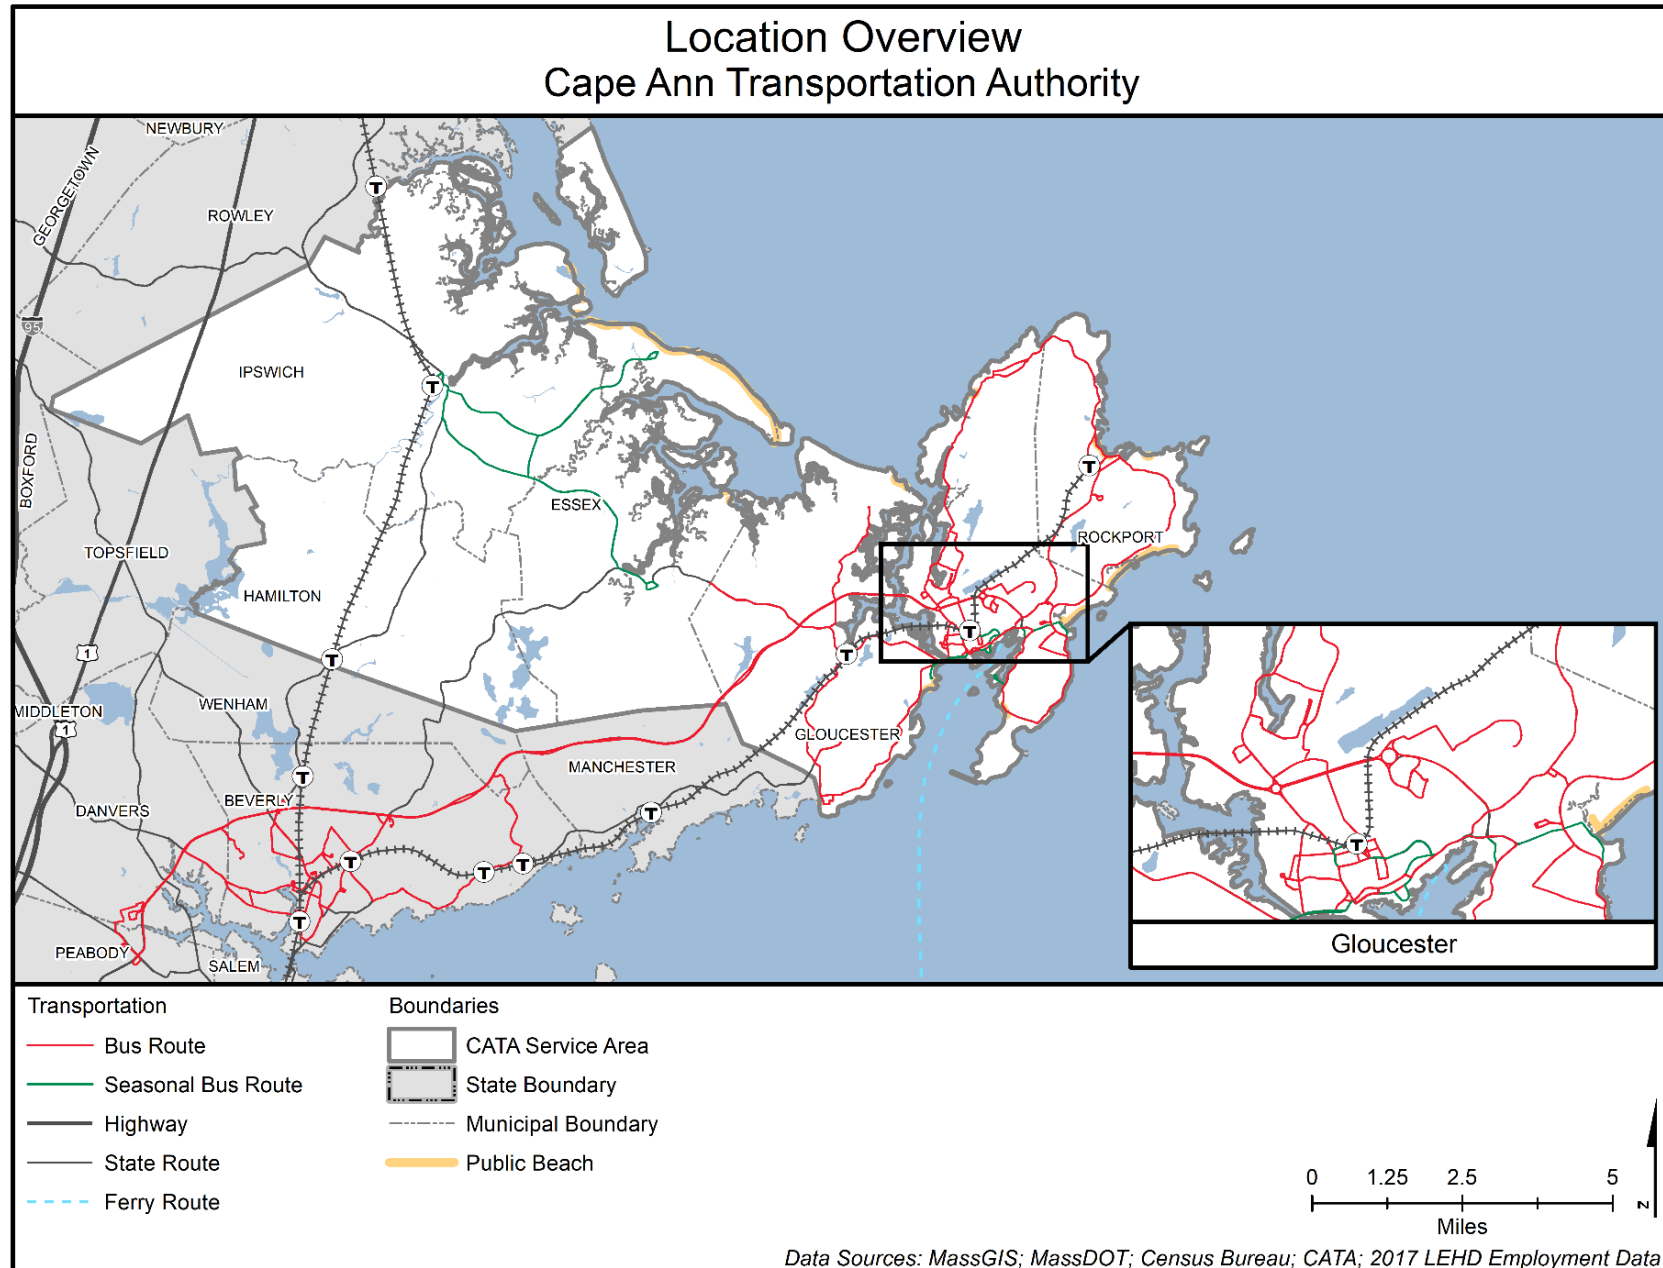 Location Overview
Cape Ann Transportation Authority
NEWBURY
GEORGETOWN
ROWLEY
95
IPSWICH
BOXFORD
ESSEX
TOPSFIELD
ROCKPORT
HAMILTON
1
WENHAM
MIDDLETON
1
GLOUCESTER
MANCHESTER
BEVERLY
DANVERS
PEABODY
SALEM
T
T
T
T
T
T
T
T
T
T
T
T
T
Gloucester
Transportation
Bus Route
Seasonal Bus Route
Highway
State Route
Ferry Route
Boundaries
CATA Service Area
State Boundary
Municipal Boundary
Public Beach
0 1.25 2.5 5
Miles
N
Data Sources: MassGIS; MassDOT; Census Bureau; CATA; 2017 LEHD Employment Data